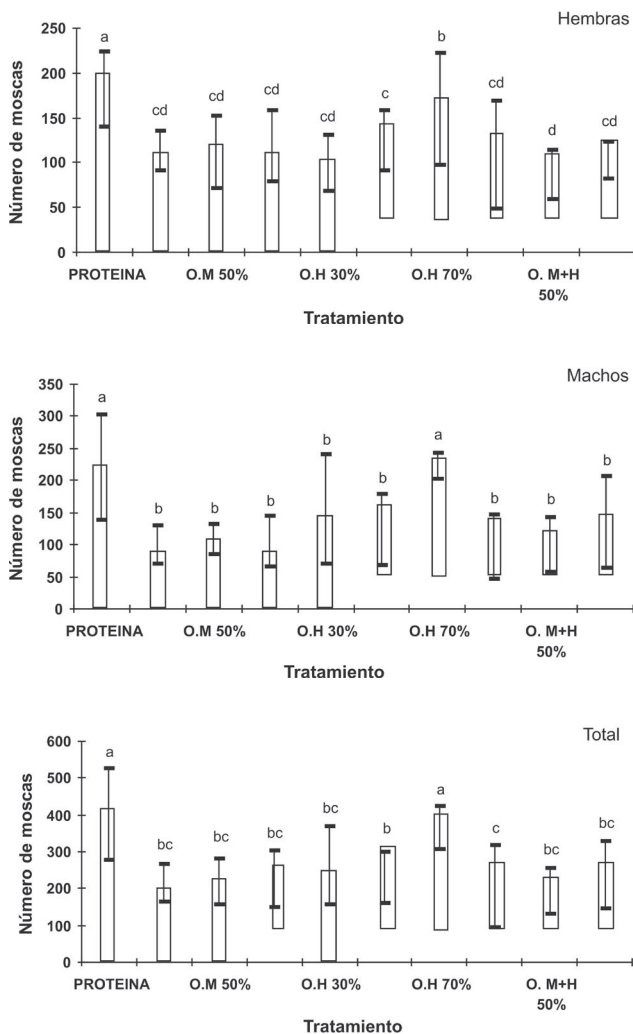 Hembras
Número de moscas
250
200
150
100
50
0
a
cd
cd
cd
cd
c
b
cd
d
cd
PROTEINA
O.M 50%
O.H 30%
O.H 70%
O. M+H
50%
Tratamiento
Machos
Número de moscas
350
300
250
200
150
100
50
0
a
b
b
b
b
b
a
b
b
b
PROTEINA
O.M 50%
O.H 30%
O.H 70%
O. M+H
50%
Tratamiento
Total
Número de moscas
600
500
400
300
200
100
0
a
bc
bc
bc
bc
b
a
c
bc
bc
PROTEINA
O.M 50%
O.H 30%
O.H 70%
O. M+H
50%
Tratamiento